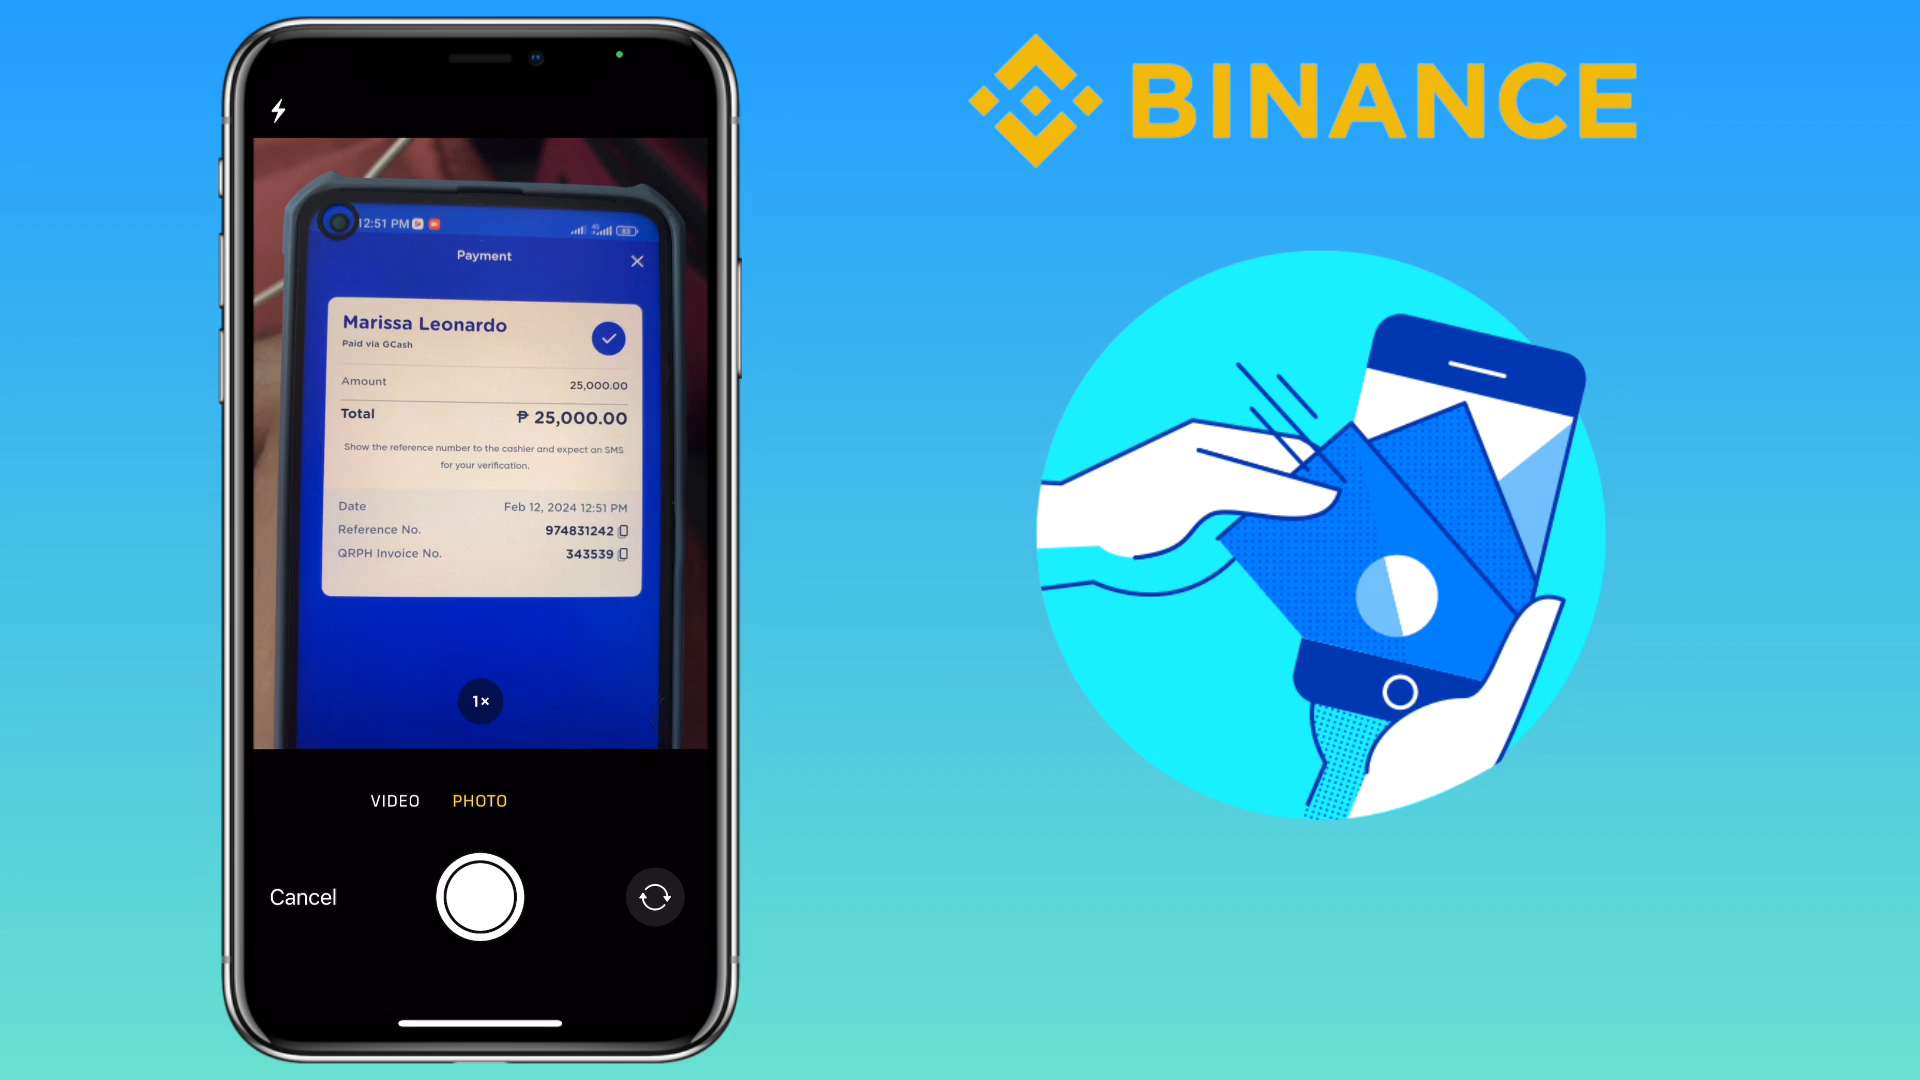 BINANCE
12:51 PM
4G
83
Payment
Marissa Leonardo
Paid via GCash
Amount 25,000.00
Total ₱ 25,000.00
Show the reference number to the cashier and expect an SMS
for your verification.
Date Feb 12, 2024 12:51 PM
Reference No. 974831242
QRPH Invoice No. 343539
1×
VIDEO PHOTO
Cancel